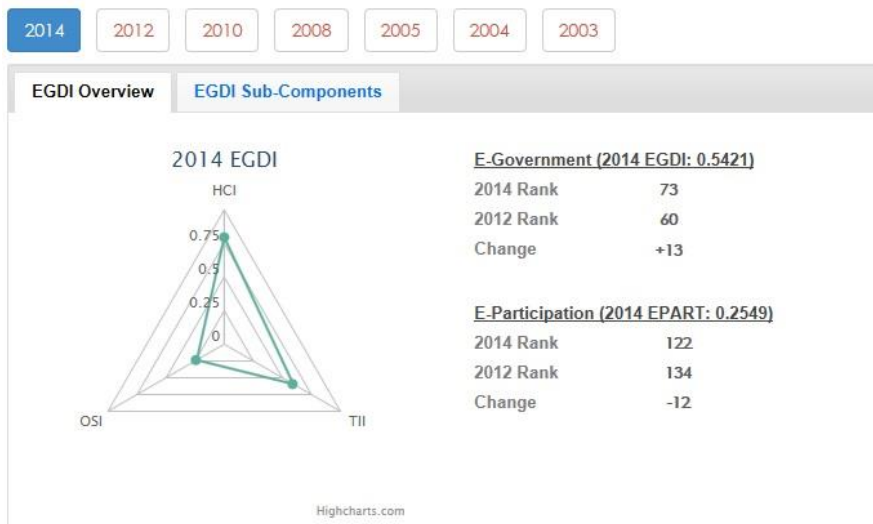 2014 2012 2010 2008 2005 2004 2003
EGDI Overview EGDI Sub-Components
2014 EGDI
HCI
0.75
0.5
0.25
0
OSI
TII
Highcharts.com
E-Government (2014 EGDI: 0.5421)
2014 Rank 73
2012 Rank 60
Change +13
E-Participation (2014 EPART: 0.2549)
2014 Rank 122
2012 Rank 134
Change -12